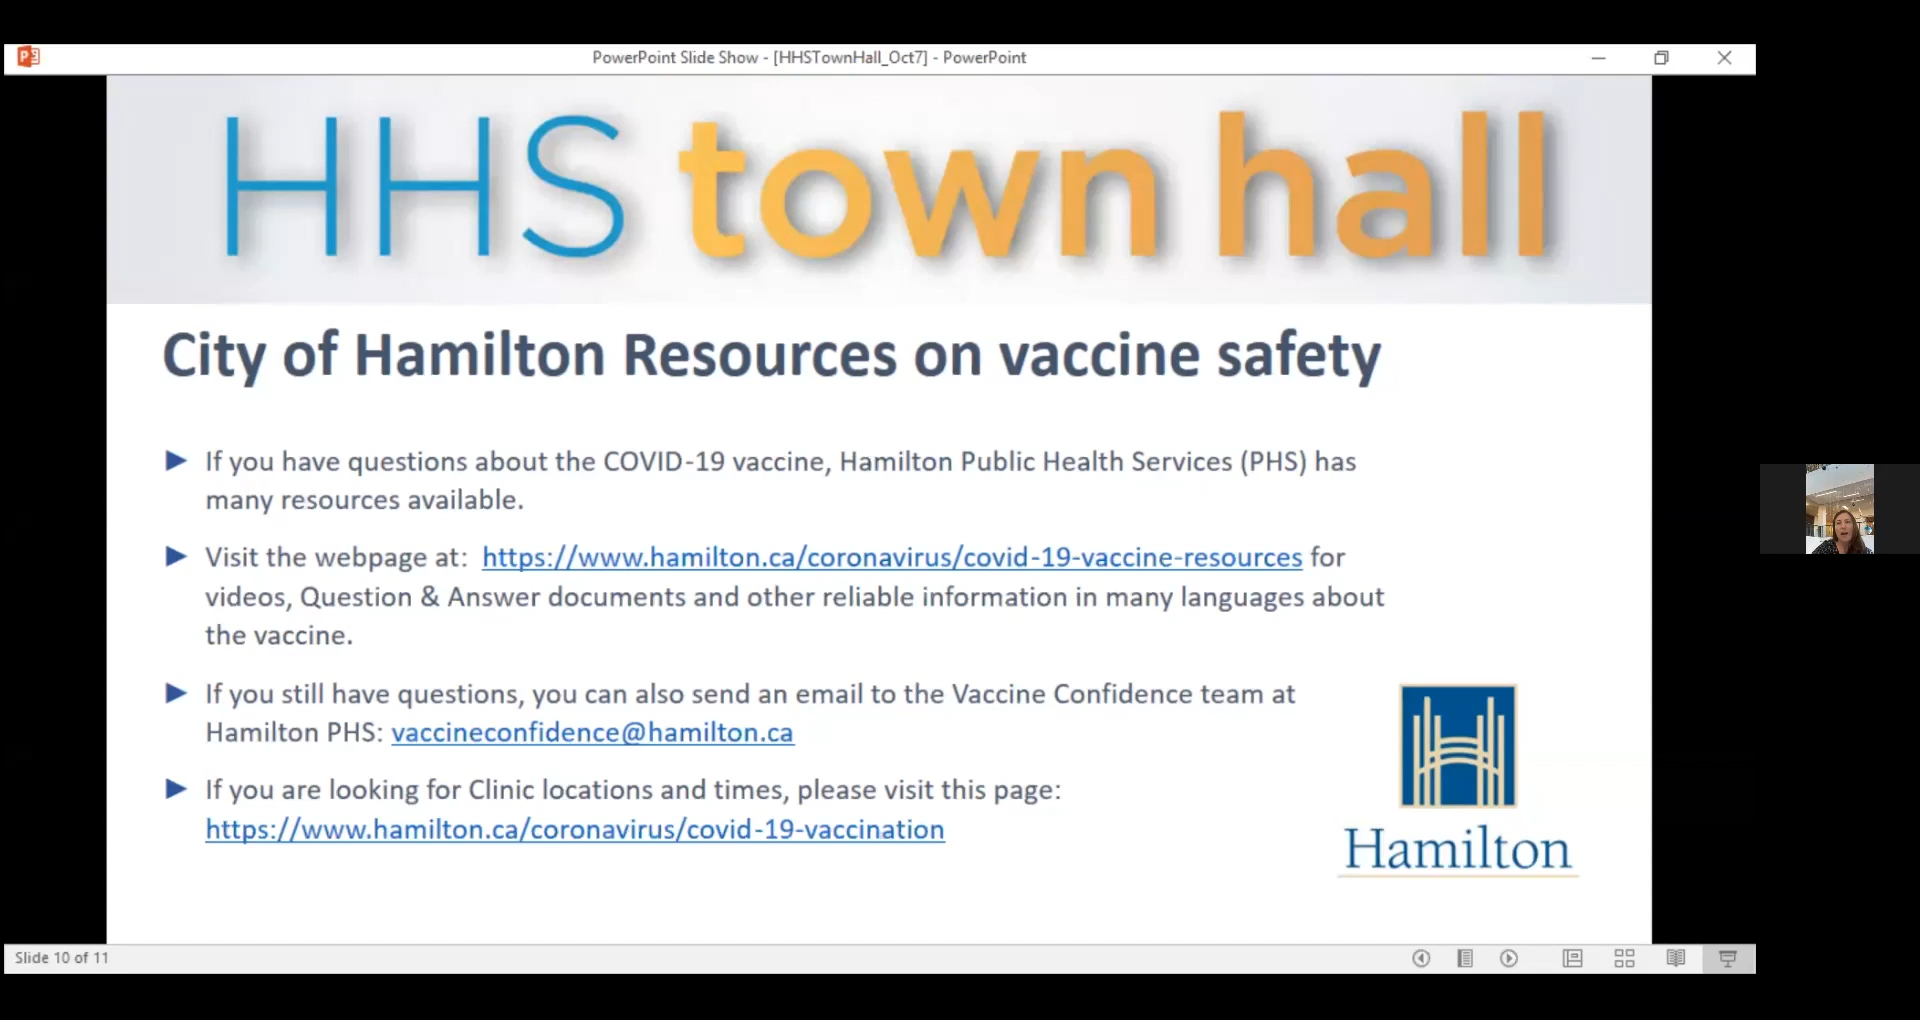 PowerPoint Slide Show - [HHSTownHall_Oct7] - PowerPoint
HHS town hall
City of Hamilton Resources on vaccine safety
If you have questions about the COVID-19 vaccine, Hamilton Public Health Services (PHS) has
many resources available.
Visit the webpage at: https://www.hamilton.ca/coronavirus/covid-19-vaccine-resources for
videos, Question & Answer documents and other reliable information in many languages about
the vaccine.
If you still have questions, you can also send an email to the Vaccine Confidence team at
Hamilton PHS: vaccineconfidence@hamilton.ca
If you are looking for Clinic locations and times, please visit this page:
https://www.hamilton.ca/coronavirus/covid-19-vaccination
Hamilton
Slide 10 of 11